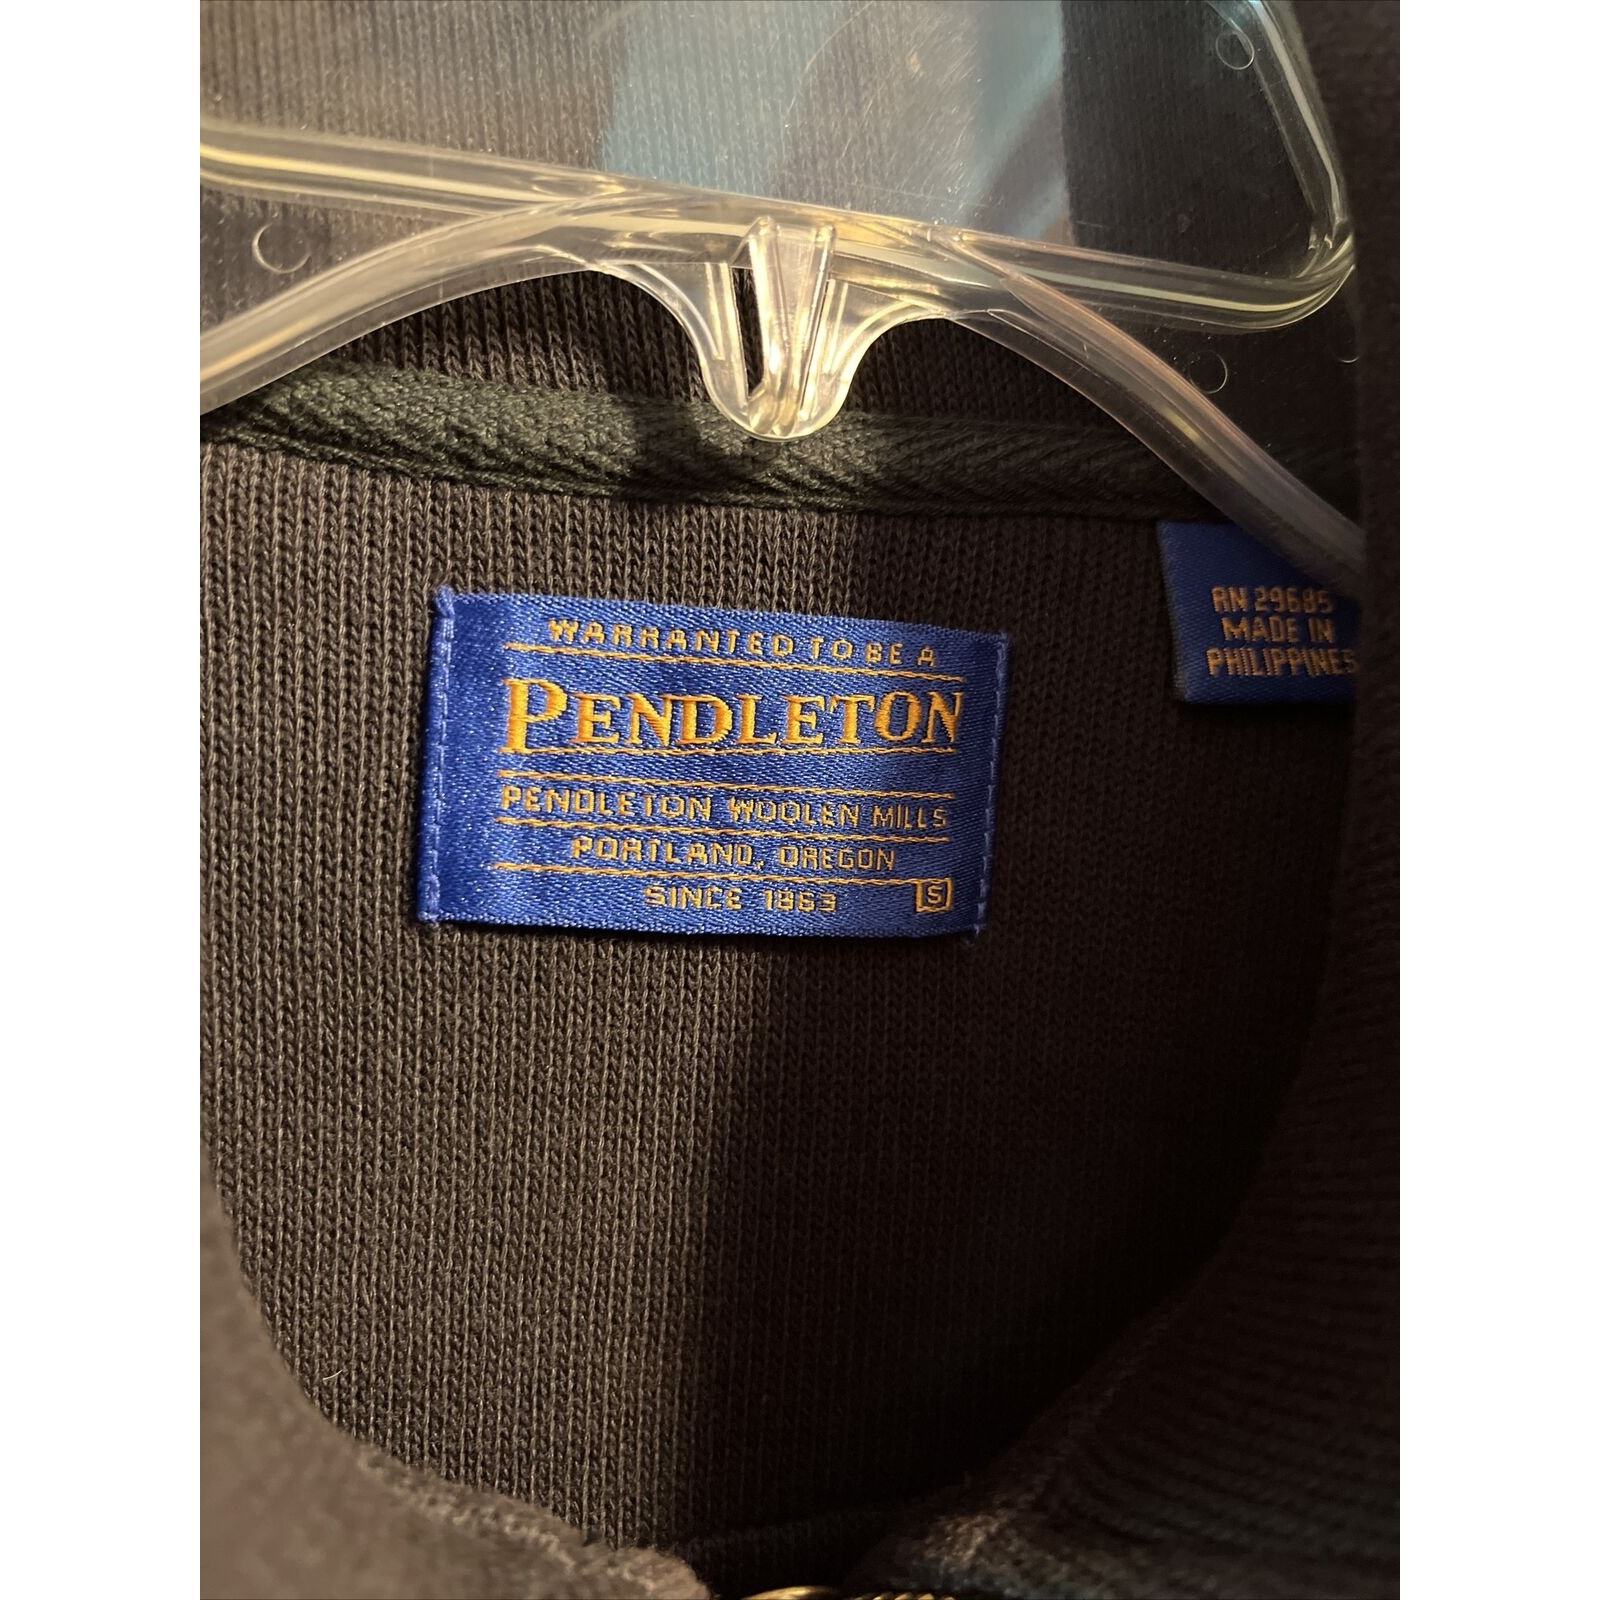 WARRANTED TO BE A
PENDLETON
PENDLETON WOOLEN MILLS
PORTLAND, OREGON
SINCE 1863
S
RN 29685
MADE IN
PHILIPPINES